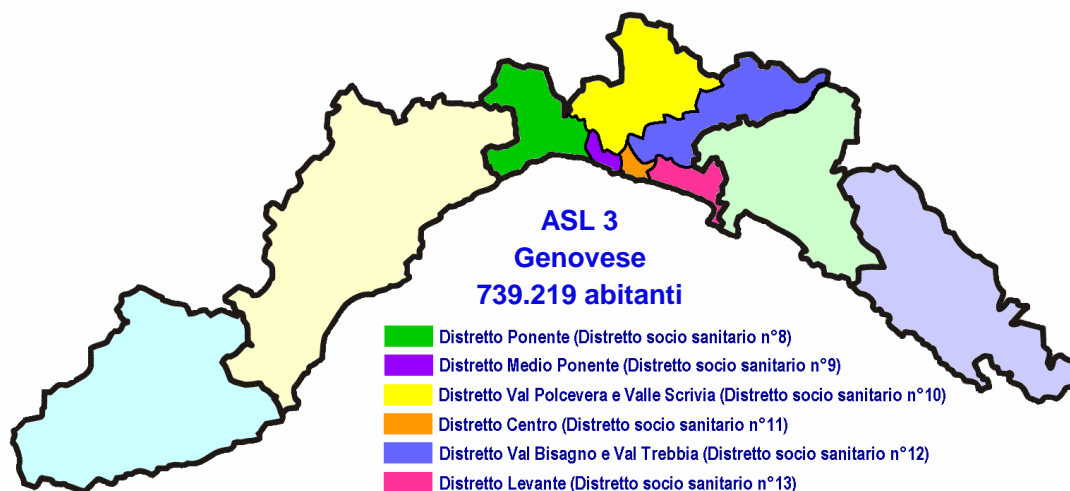 ASL 3
Genovese
739.219 abitanti
Distretto Ponente (Distretto socio sanitario n°8)
Distretto Medio Ponente (Distretto socio sanitario n°9)
Distretto Val Polcevera e Valle Scrivia (Distretto socio sanitario n°10)
Distretto Centro (Distretto socio sanitario n°11)
Distretto Val Bisagno e Val Trebbia (Distretto socio sanitario n°12)
Distretto Levante (Distretto socio sanitario n°13)